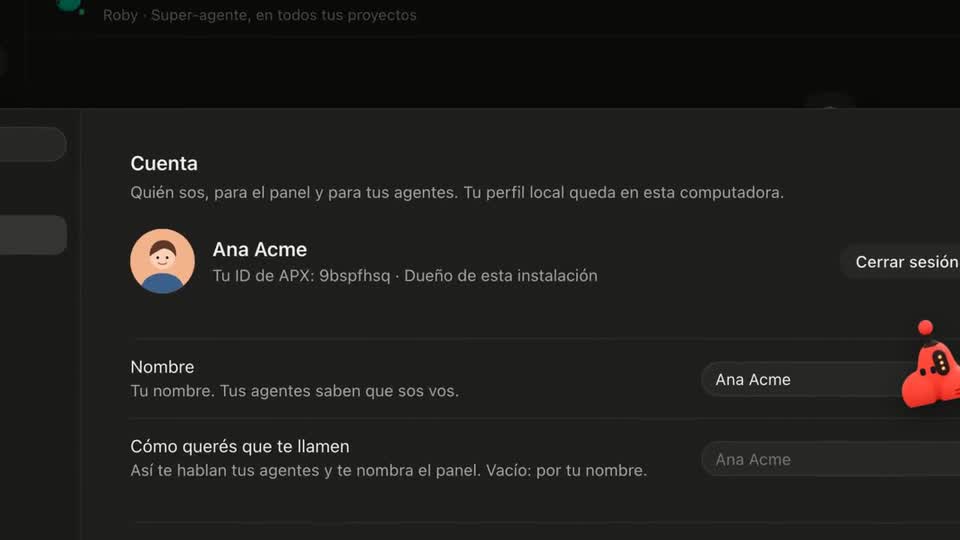 Roby · Super-agente, en todos tus proyectos
Cuenta
Quién sos, para el panel y para tus agentes. Tu perfil local queda en esta computadora.
Ana Acme
Tu ID de APX: 9bspfhsq · Dueño de esta instalación
Cerrar sesión
Nombre
Tu nombre. Tus agentes saben que sos vos.
Ana Acme
Cómo querés que te llamen
Así te hablan tus agentes y te nombra el panel. Vacío: por tu nombre.
Ana Acme